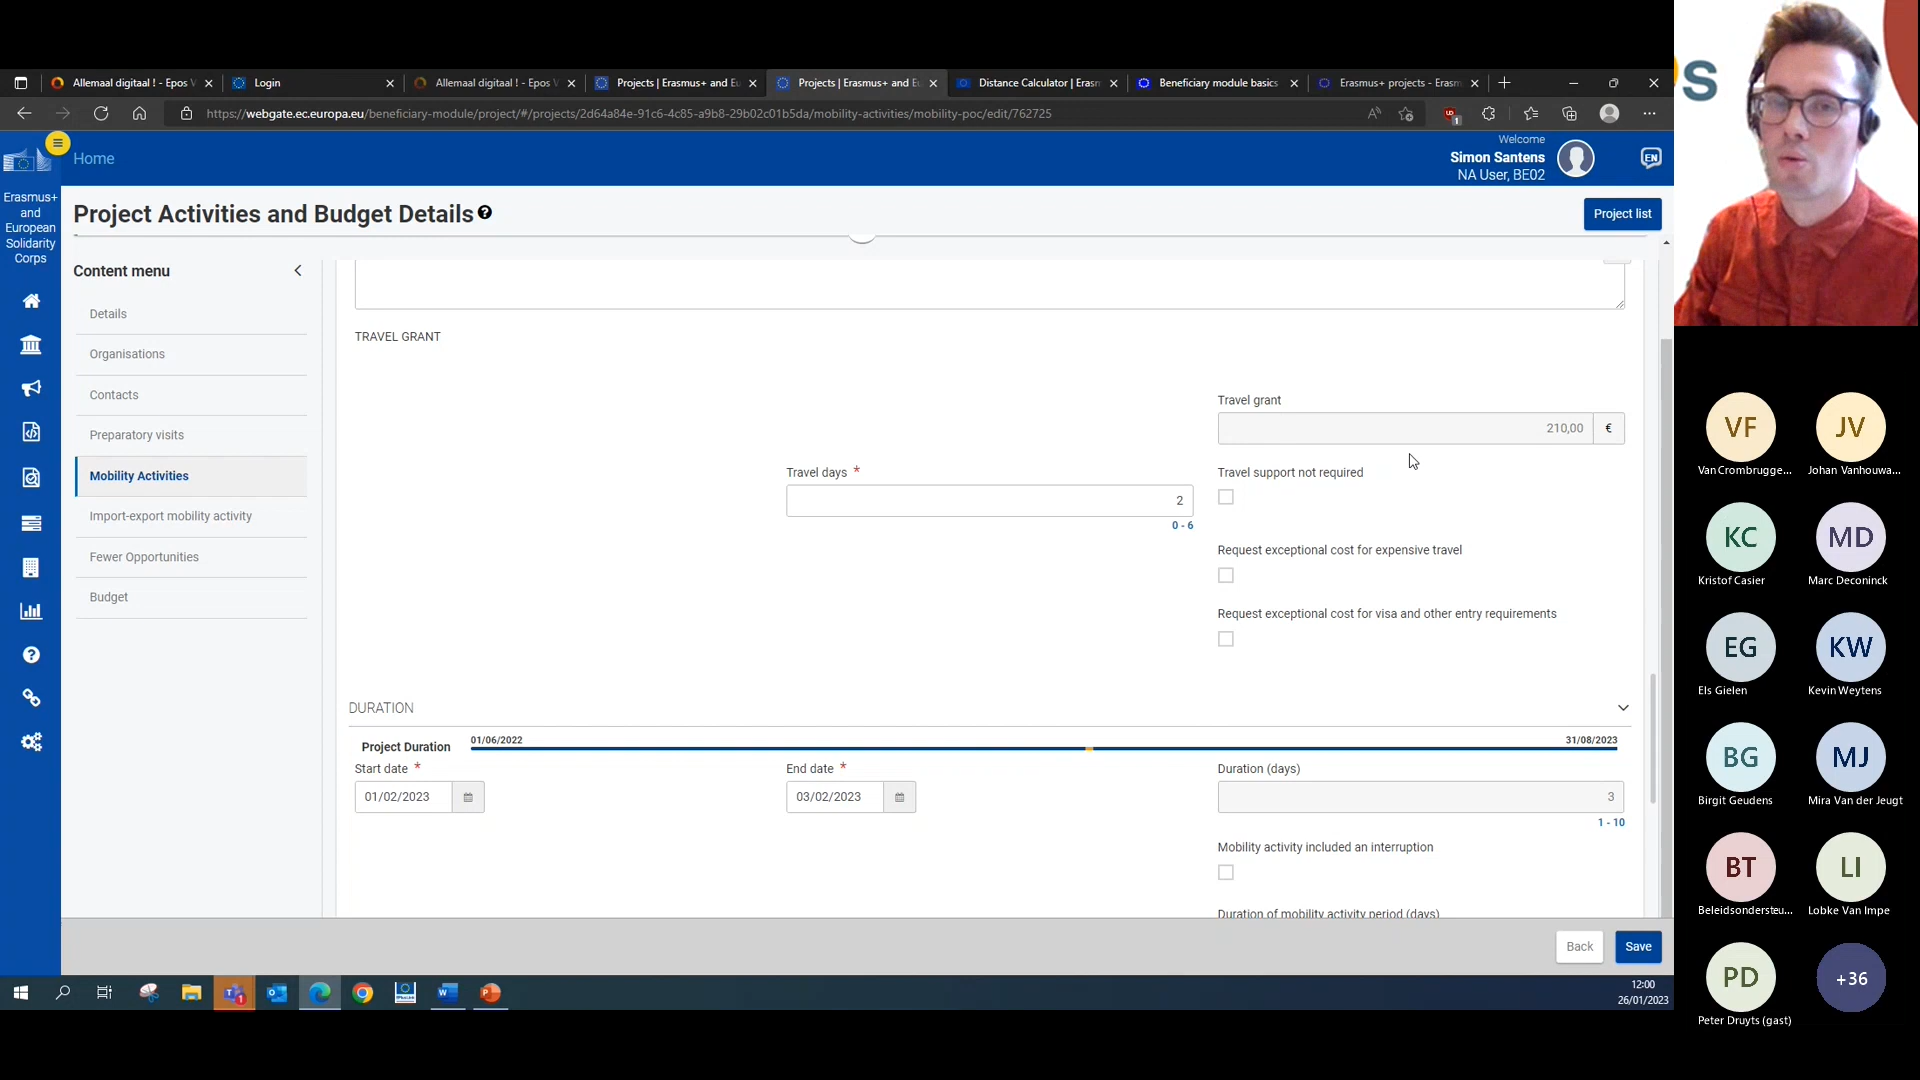 Allemaal digitaal ! - Epos V
Login
Allemaal digitaal ! - Epos V
Projects | Erasmus+ and Eu
Projects | Erasmus+ and Eu
Distance Calculator | Erasm
Beneficiary module basics
Erasmus+ projects - Erasm
https://webgate.ec.europa.eu/beneficiary-module/project/#/projects/2d64a84e-91c6-4c85-a9b8-29b02c01b5da/mobility-activities/mobility-poc/edit/762725
Home
Welcome
Simon Santens
NA User, BE02
EN
Erasmus+
and
European
Solidarity
Corps
Project Activities and Budget Details
Project list
Content menu
Details
Organisations
Contacts
Preparatory visits
Mobility Activities
Import-export mobility activity
Fewer Opportunities
Budget
TRAVEL GRANT
Travel grant
210,00 €
Travel days *
2
0 - 6
Travel support not required
Request exceptional cost for expensive travel
Request exceptional cost for visa and other entry requirements
DURATION
Project Duration
01/06/2022
31/08/2023
Start date *
01/02/2023
End date *
03/02/2023
Duration (days)
3
1 - 10
Mobility activity included an interruption
Duration of mobility activity period (days)
Back
Save
12:00
26/01/2023
s
VF
Van Crombrugge...
JV
Johan Vanhouwa...
KC
Kristof Casier
MD
Marc Deconinck
EG
Els Gielen
KW
Kevin Weytens
BG
Birgit Geudens
MJ
Mira Van der Jeugt
BT
Beleidsondersteu...
LI
Lobke Van Impe
PD
Peter Druyts (gast)
+36